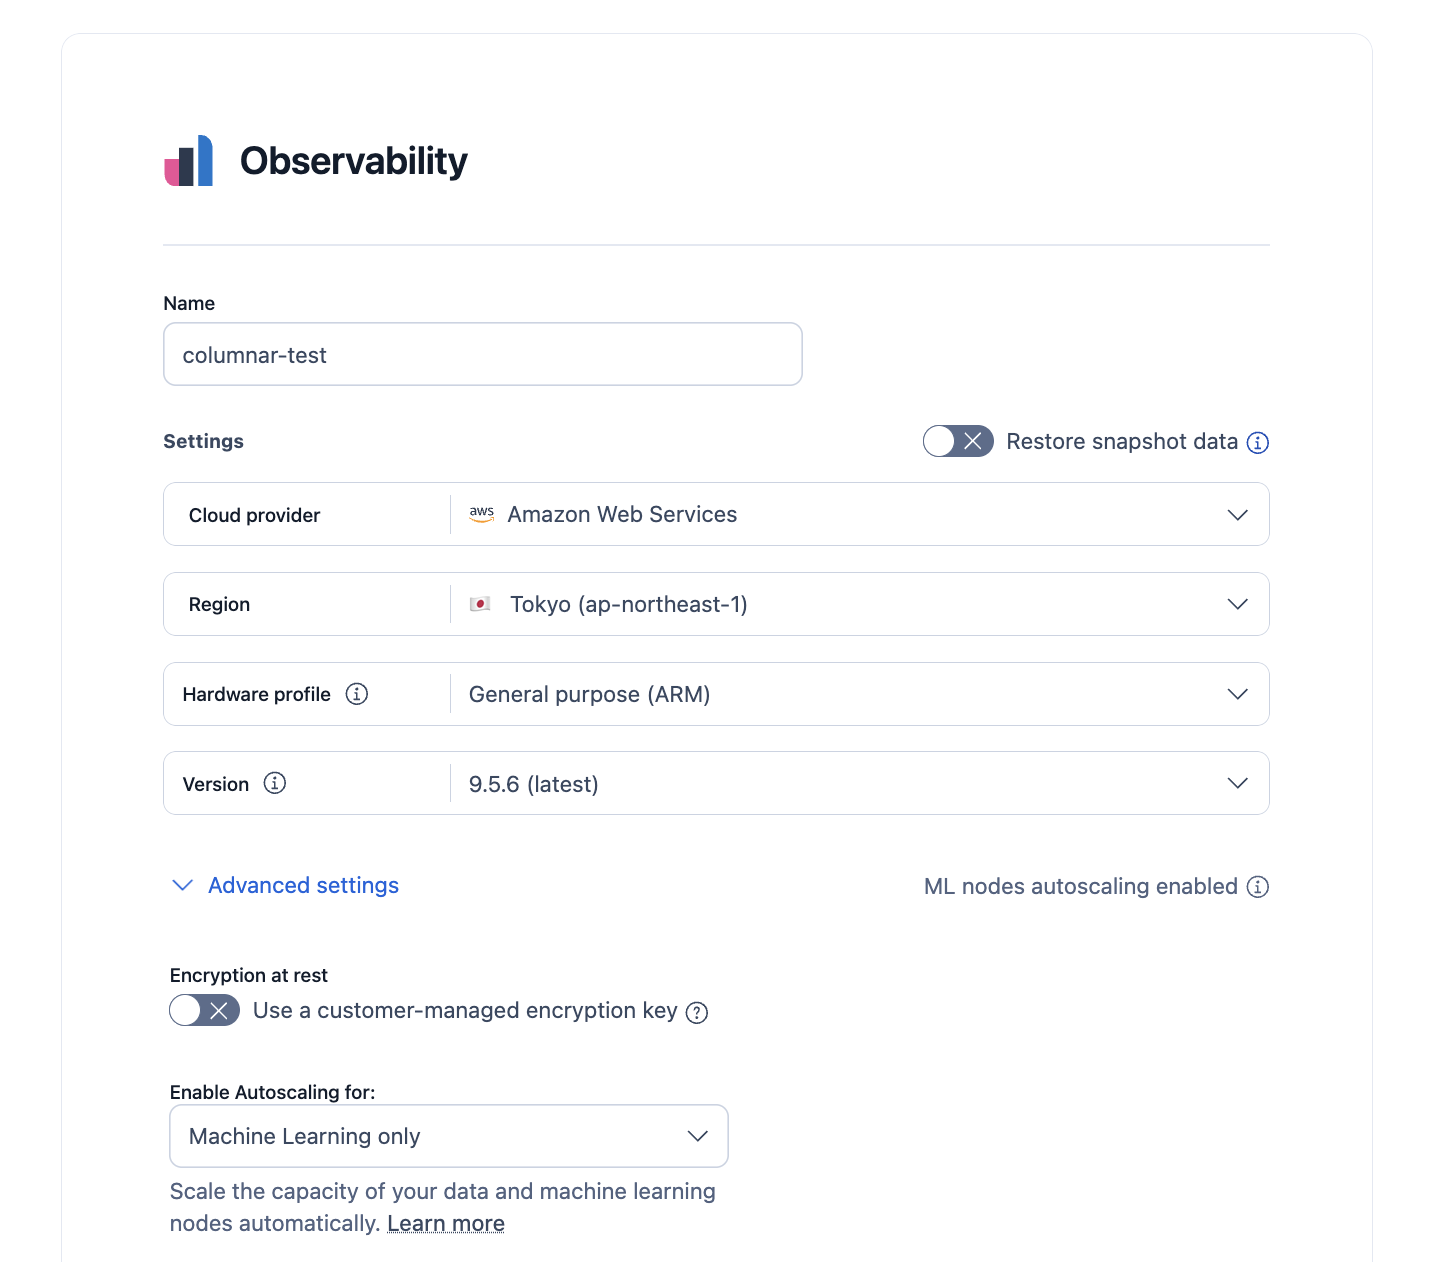 Observability
Name
columnar-test
Settings
Restore snapshot data
Cloud provider
aws
Amazon Web Services
Region
Tokyo (ap-northeast-1)
Hardware profile
General purpose (ARM)
Version
9.5.6 (latest)
Advanced settings
ML nodes autoscaling enabled
Encryption at rest
Use a customer-managed encryption key
Enable Autoscaling for:
Machine Learning only
Scale the capacity of your data and machine learning
nodes automatically. Learn more